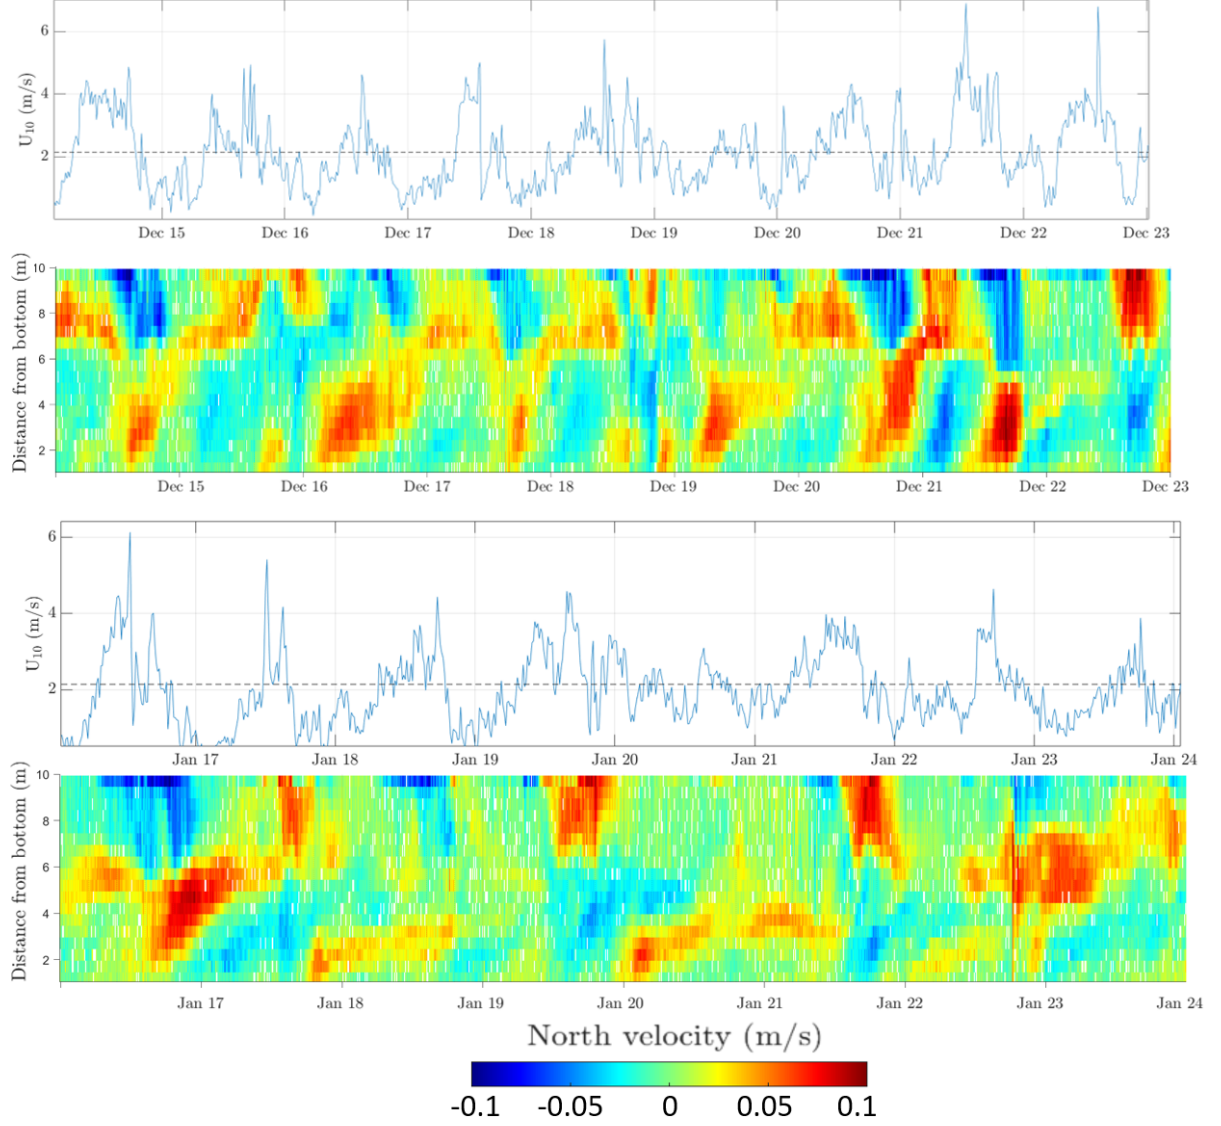 6
4
2
U10 (m/s)
Dec 15 Dec 16 Dec 17 Dec 18 Dec 19 Dec 20 Dec 21 Dec 22 Dec 23
10
8
6
4
2
Distance from bottom (m)
Dec 15 Dec 16 Dec 17 Dec 18 Dec 19 Dec 20 Dec 21 Dec 22 Dec 23
6
4
2
U10 (m/s)
Jan 17 Jan 18 Jan 19 Jan 20 Jan 21 Jan 22 Jan 23 Jan 24
10
8
6
4
2
Distance from bottom (m)
Jan 17 Jan 18 Jan 19 Jan 20 Jan 21 Jan 22 Jan 23 Jan 24
North velocity (m/s)
-0.1 -0.05 0 0.05 0.1